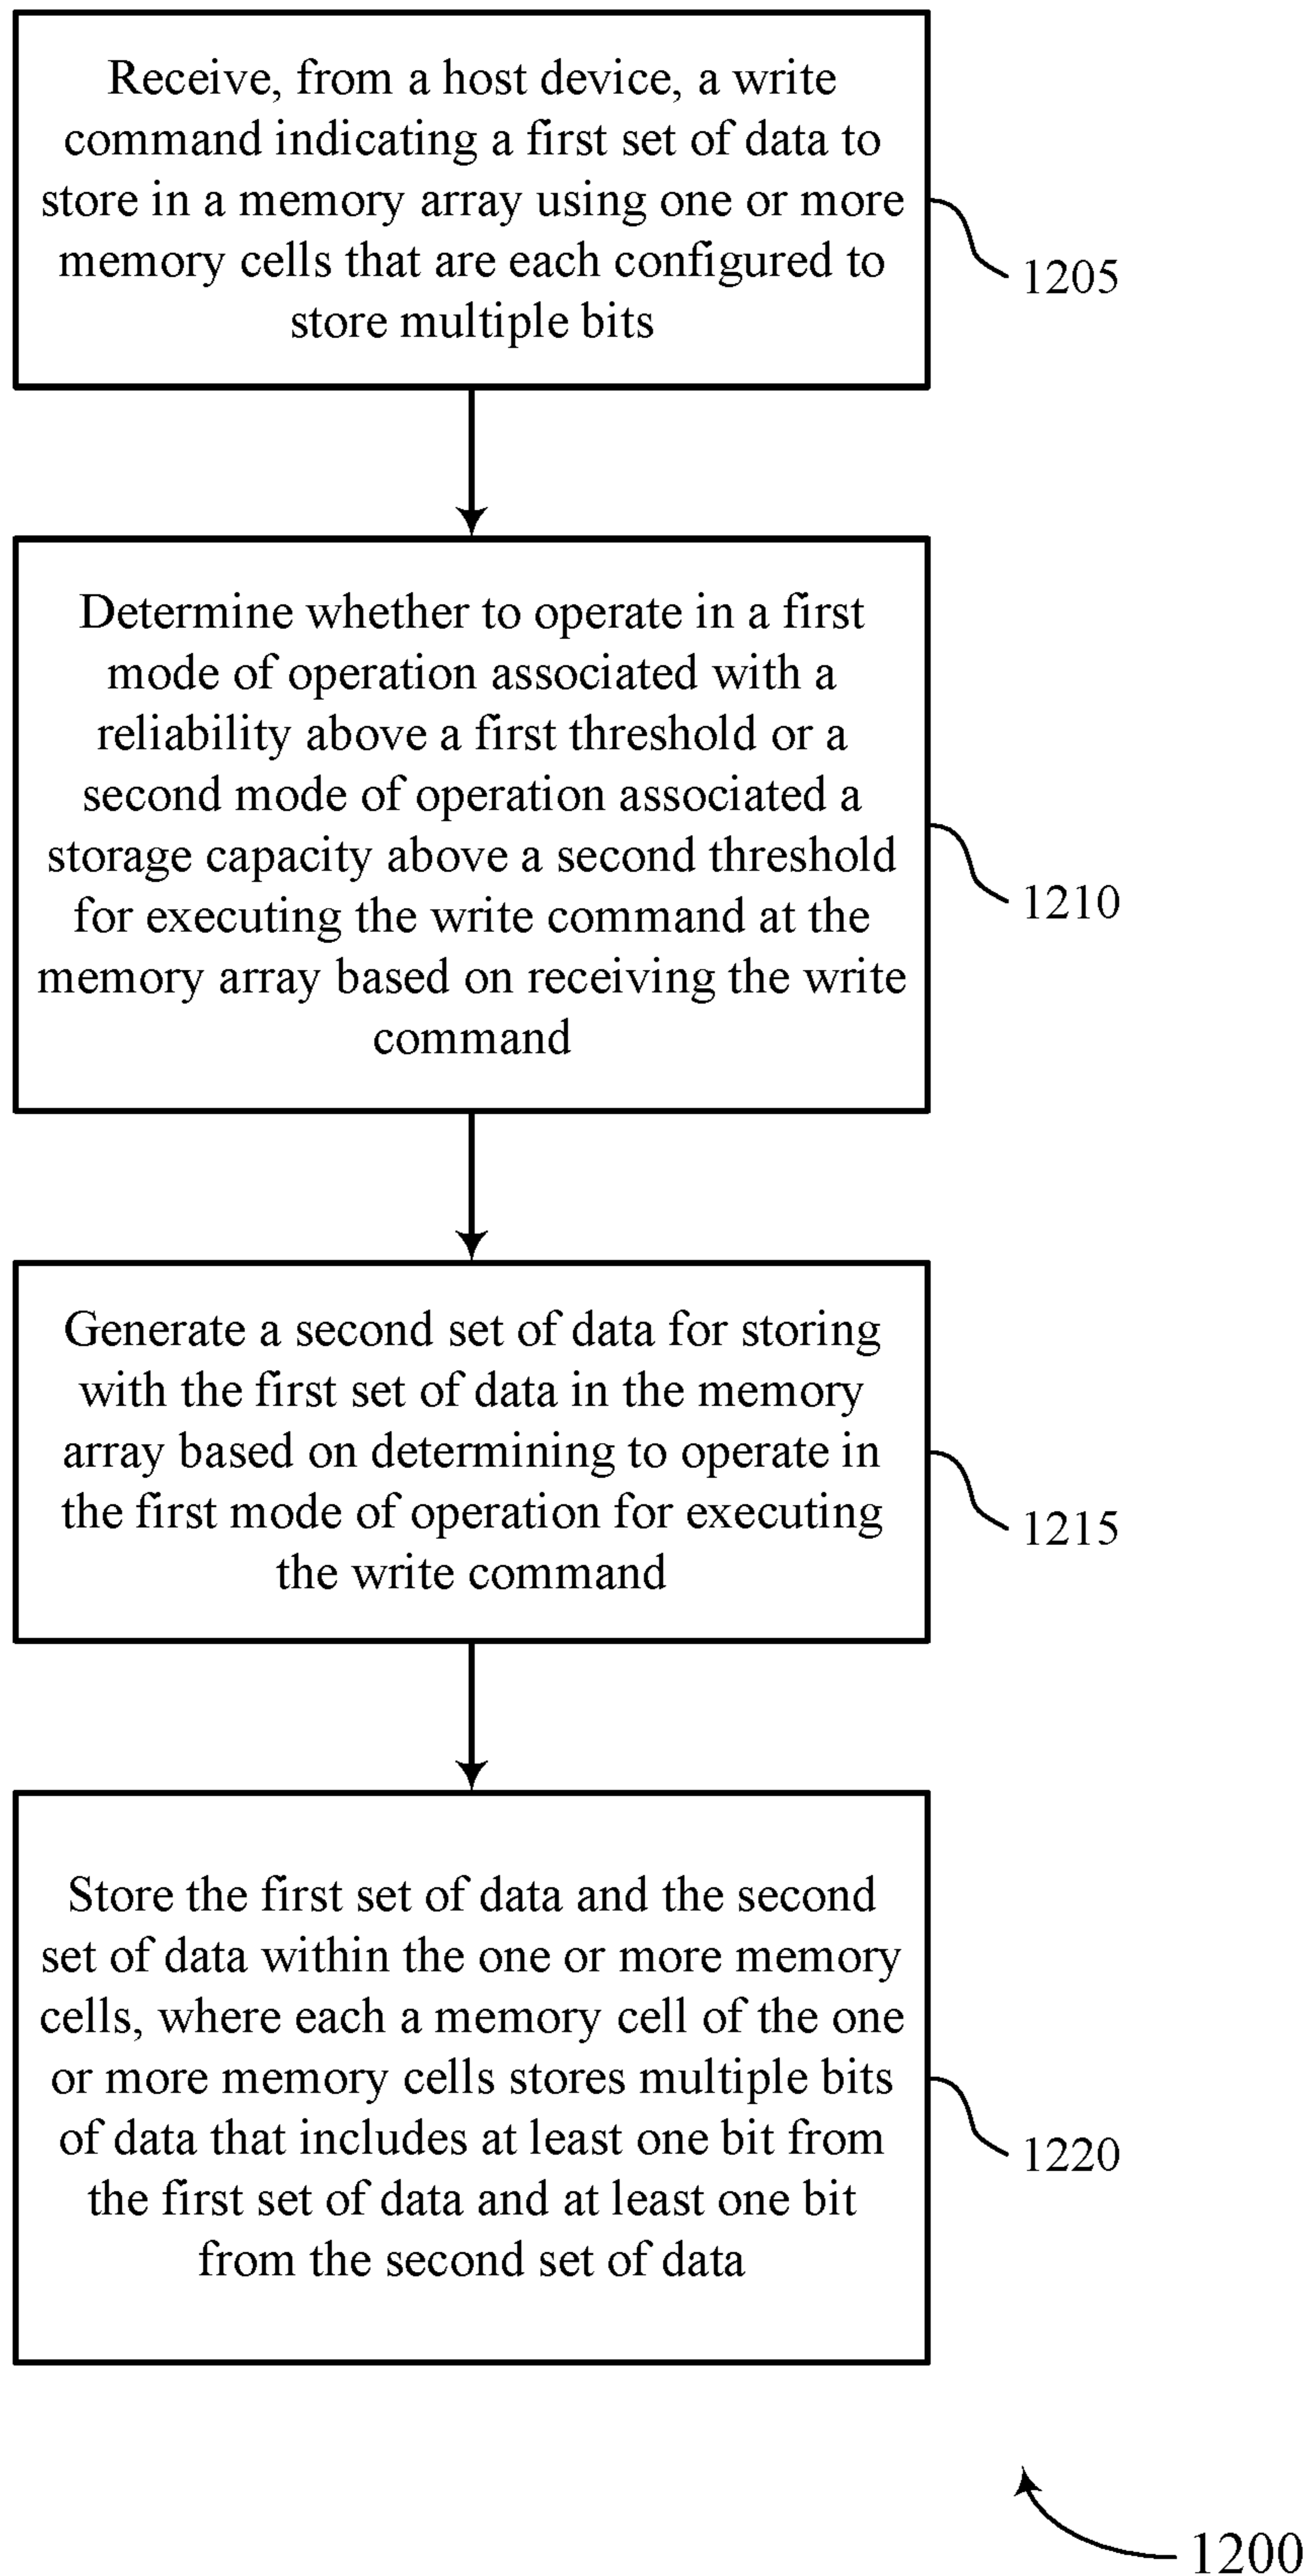 Receive, from a host device, a write
command indicating a first set of data to
store in a memory array using one or more
memory cells that are each configured to
store multiple bits
1205
Determine whether to operate in a first
mode of operation associated with a
reliability above a first threshold or a
second mode of operation associated a
storage capacity above a second threshold
for executing the write command at the
memory array based on receiving the write
command
1210
Generate a second set of data for storing
with the first set of data in the memory
array based on determining to operate in
the first mode of operation for executing
the write command
1215
Store the first set of data and the second
set of data within the one or more memory
cells, where each a memory cell of the one
or more memory cells stores multiple bits
of data that includes at least one bit from
the first set of data and at least one bit
from the second set of data
1220
1200